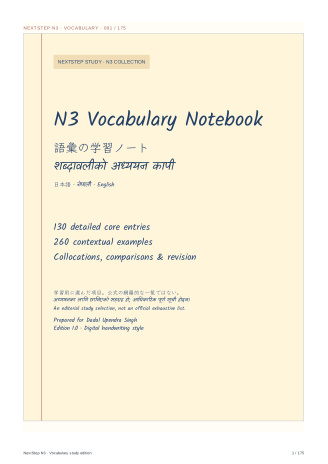 NEXTSTEP N3 · VOCABULARY · 001 / 175
NEXTSTEP STUDY · N3 COLLECTION
N3 Vocabulary Notebook
語彙の学習ノート
शब्दावलीको अध्ययन कापी
日本語 · नेपाली · English
130 detailed core entries
260 contextual examples
Collocations, comparisons & revision
学習用に選んだ項目。公式の網羅的な一覧ではない。
अध्ययनका लागि छानिएको सङ्ग्रह हो; आधिकारिक पूर्ण सूची होइन।
An editorial study selection, not an official exhaustive list.
Prepared for Dadal Upendra Singh
Edition 1.0 · Digital handwriting style
NextStep N3 · Vocabulary study edition
1 / 175